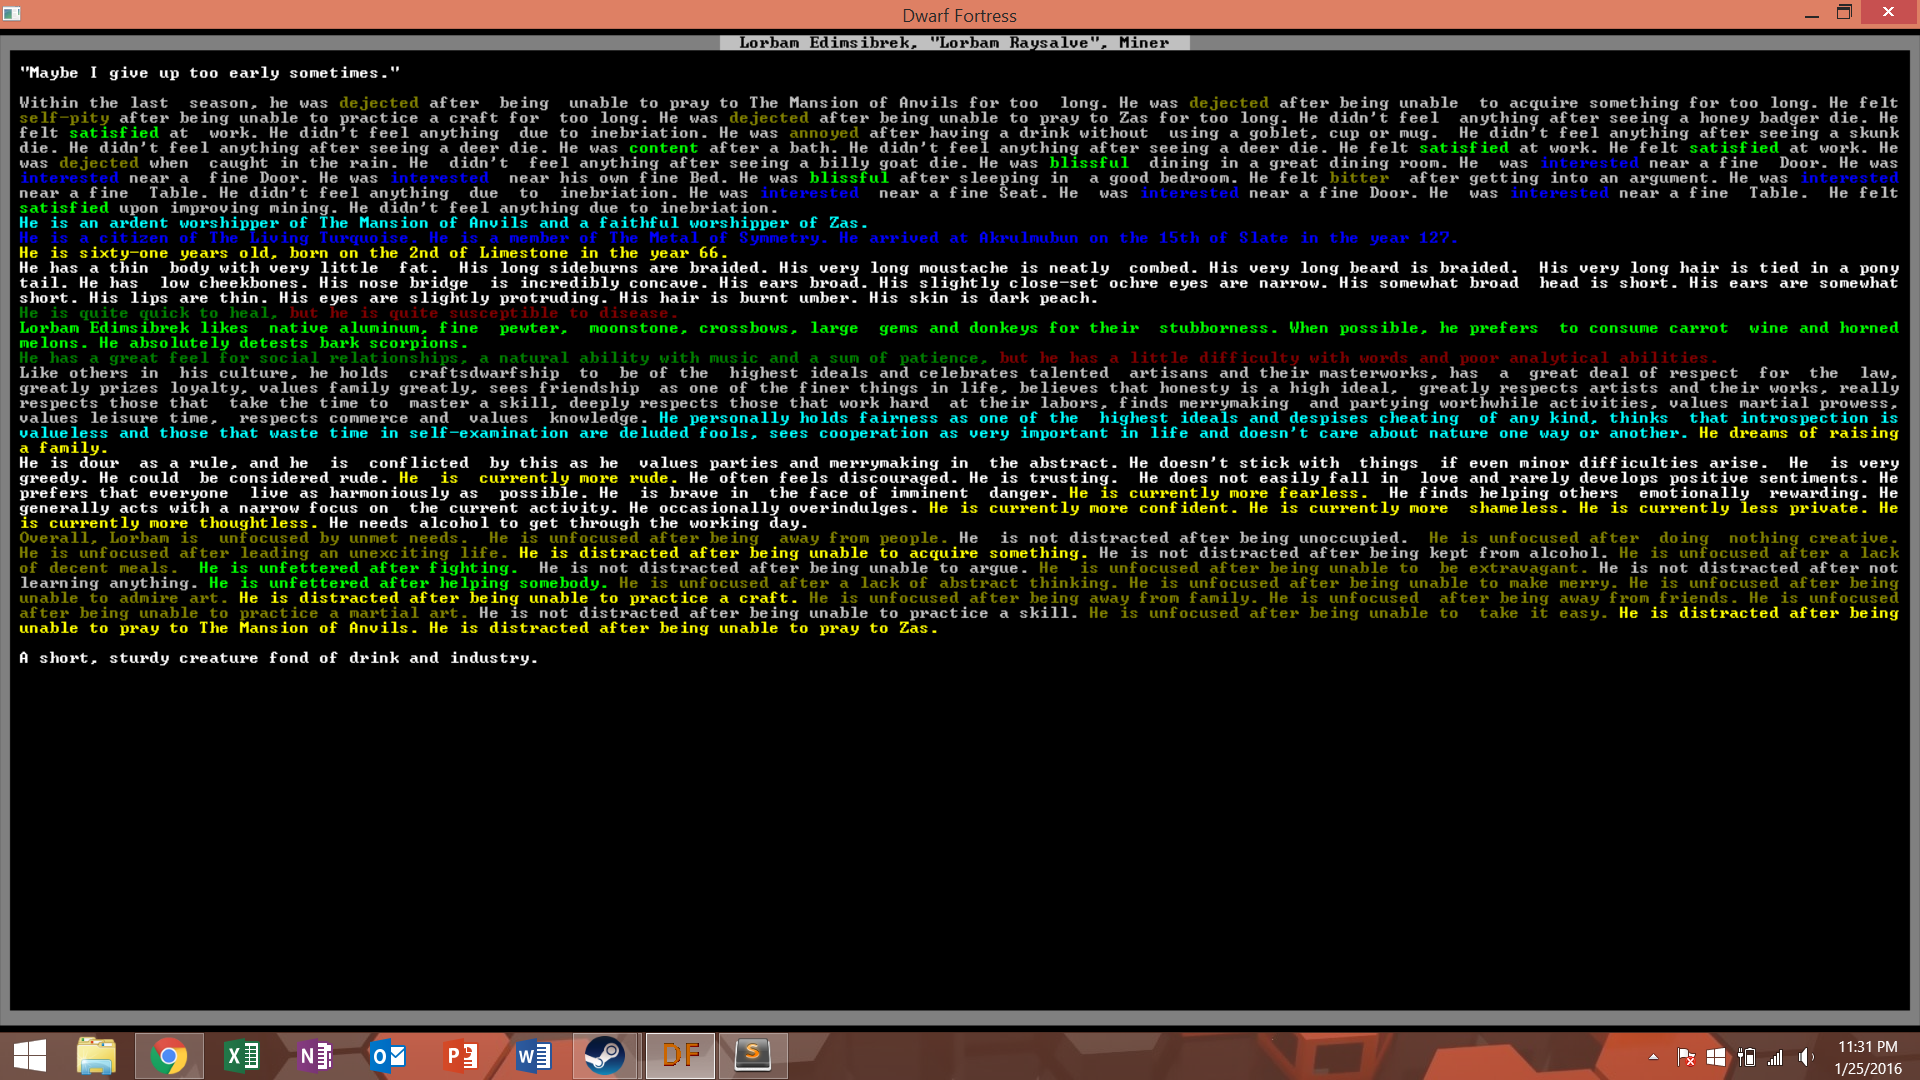 Dwarf Fortress
Lorbam Edimsibrek, "Lorbam Raysalve", Miner
"Maybe I give up too early sometimes."
Within the last season, he was dejected after being unable to pray to The Mansion of Anvils for too long. He was dejected after being unable to acquire something for too long. He felt
self-pity after being unable to practice a craft for too long. He was dejected after being unable to pray to Zas for too long. He didn't feel anything after seeing a honey badger die. He
felt satisfied at work. He didn't feel anything due to inebriation. He was annoyed after having a drink without using a goblet, cup or mug. He didn't feel anything after seeing a skunk
die. He didn't feel anything after seeing a deer die. He was content after a bath. He didn't feel anything after seeing a deer die. He felt satisfied at work. He felt satisfied at work. He
was dejected when caught in the rain. He didn't feel anything after seeing a billy goat die. He was blissful dining in a great dining room. He was interested near a fine Door. He was
interested near a fine Door. He was interested near his own fine Bed. He was blissful after sleeping in a good bedroom. He felt bitter after getting into an argument. He was interested
near a fine Table. He didn't feel anything due to inebriation. He was interested near a fine Seat. He was interested near a fine Door. He was interested near a fine Table. He felt
satisfied upon improving mining. He didn't feel anything due to inebriation.
He is an ardent worshipper of The Mansion of Anvils and a faithful worshipper of Zas.
He is a citizen of The Living Turquoise. He is a member of The Metal of Symmetry. He arrived at Akrulmubun on the 15th of Slate in the year 127.
He is sixty-one years old, born on the 2nd of Limestone in the year 66.
He has a thin body with very little fat. His long sideburns are braided. His very long moustache is neatly combed. His very long beard is braided. His very long hair is tied in a pony
tail. He has low cheekbones. His nose bridge is incredibly concave. His ears broad. His slightly close-set ochre eyes are narrow. His somewhat broad head is short. His ears are somewhat
short. His lips are thin. His eyes are slightly protruding. His hair is burnt umber. His skin is dark peach.
He is quite quick to heal, but he is quite susceptible to disease.
Lorbam Edimsibrek likes native aluminum, fine pewter, moonstone, crossbows, large gems and donkeys for their stubborness. When possible, he prefers to consume carrot wine and horned
melons. He absolutely detests bark scorpions.
He has a great feel for social relationships, a natural ability with music and a sum of patience, but he has a little difficulty with words and poor analytical abilities.
Like others in his culture, he holds craftsdwarfship to be of the highest ideals and celebrates talented artisans and their masterworks, has a great deal of respect for the law,
greatly prizes loyalty, values family greatly, sees friendship as one of the finer things in life, believes that honesty is a high ideal, greatly respects artists and their works, really
respects those that take the time to master a skill, deeply respects those that work hard at their labors, finds merrymaking and partying worthwhile activities, values martial prowess,
values leisure time, respects commerce and values knowledge. He personally holds fairness as one of the highest ideals and despises cheating of any kind, thinks that introspection is
valueless and those that waste time in self-examination are deluded fools, sees cooperation as very important in life and doesn't care about nature one way or another. He dreams of raising
a family.
He is dour as a rule, and he is conflicted by this as he values parties and merrymaking in the abstract. He doesn't stick with things if even minor difficulties arise. He is very
greedy. He could be considered rude. He is currently more rude. He often feels discouraged. He is trusting. He does not easily fall in love and rarely develops positive sentiments. He
prefers that everyone live as harmoniously as possible. He is brave in the face of imminent danger. He is currently more fearless. He finds helping others emotionally rewarding. He
generally acts with a narrow focus on the current activity. He occasionally overindulges. He is currently more confident. He is currently more shameless. He is currently less private. He
is currently more thoughtless. He needs alcohol to get through the working day.
Overall, Lorbam is unfocused by unmet needs. He is unfocused after being away from people. He is not distracted after being unoccupied. He is unfocused after doing nothing creative.
He is unfocused after leading an unexciting life. He is distracted after being unable to acquire something. He is not distracted after being kept from alcohol. He is unfocused after a lack
of decent meals. He is unfettered after fighting. He is not distracted after being unable to argue. He is unfocused after being unable to be extravagant. He is not distracted after not
learning anything. He is unfettered after helping somebody. He is unfocused after a lack of abstract thinking. He is unfocused after being unable to make merry. He is unfocused after being
unable to admire art. He is distracted after being unable to practice a craft. He is unfocused after being away from family. He is unfocused after being away from friends. He is unfocused
after being unable to practice a martial art. He is not distracted after being unable to practice a skill. He is unfocused after being unable to take it easy. He is distracted after being
unable to pray to The Mansion of Anvils. He is distracted after being unable to pray to Zas.
A short, sturdy creature fond of drink and industry.
DF
11:31 PM
1/25/2016